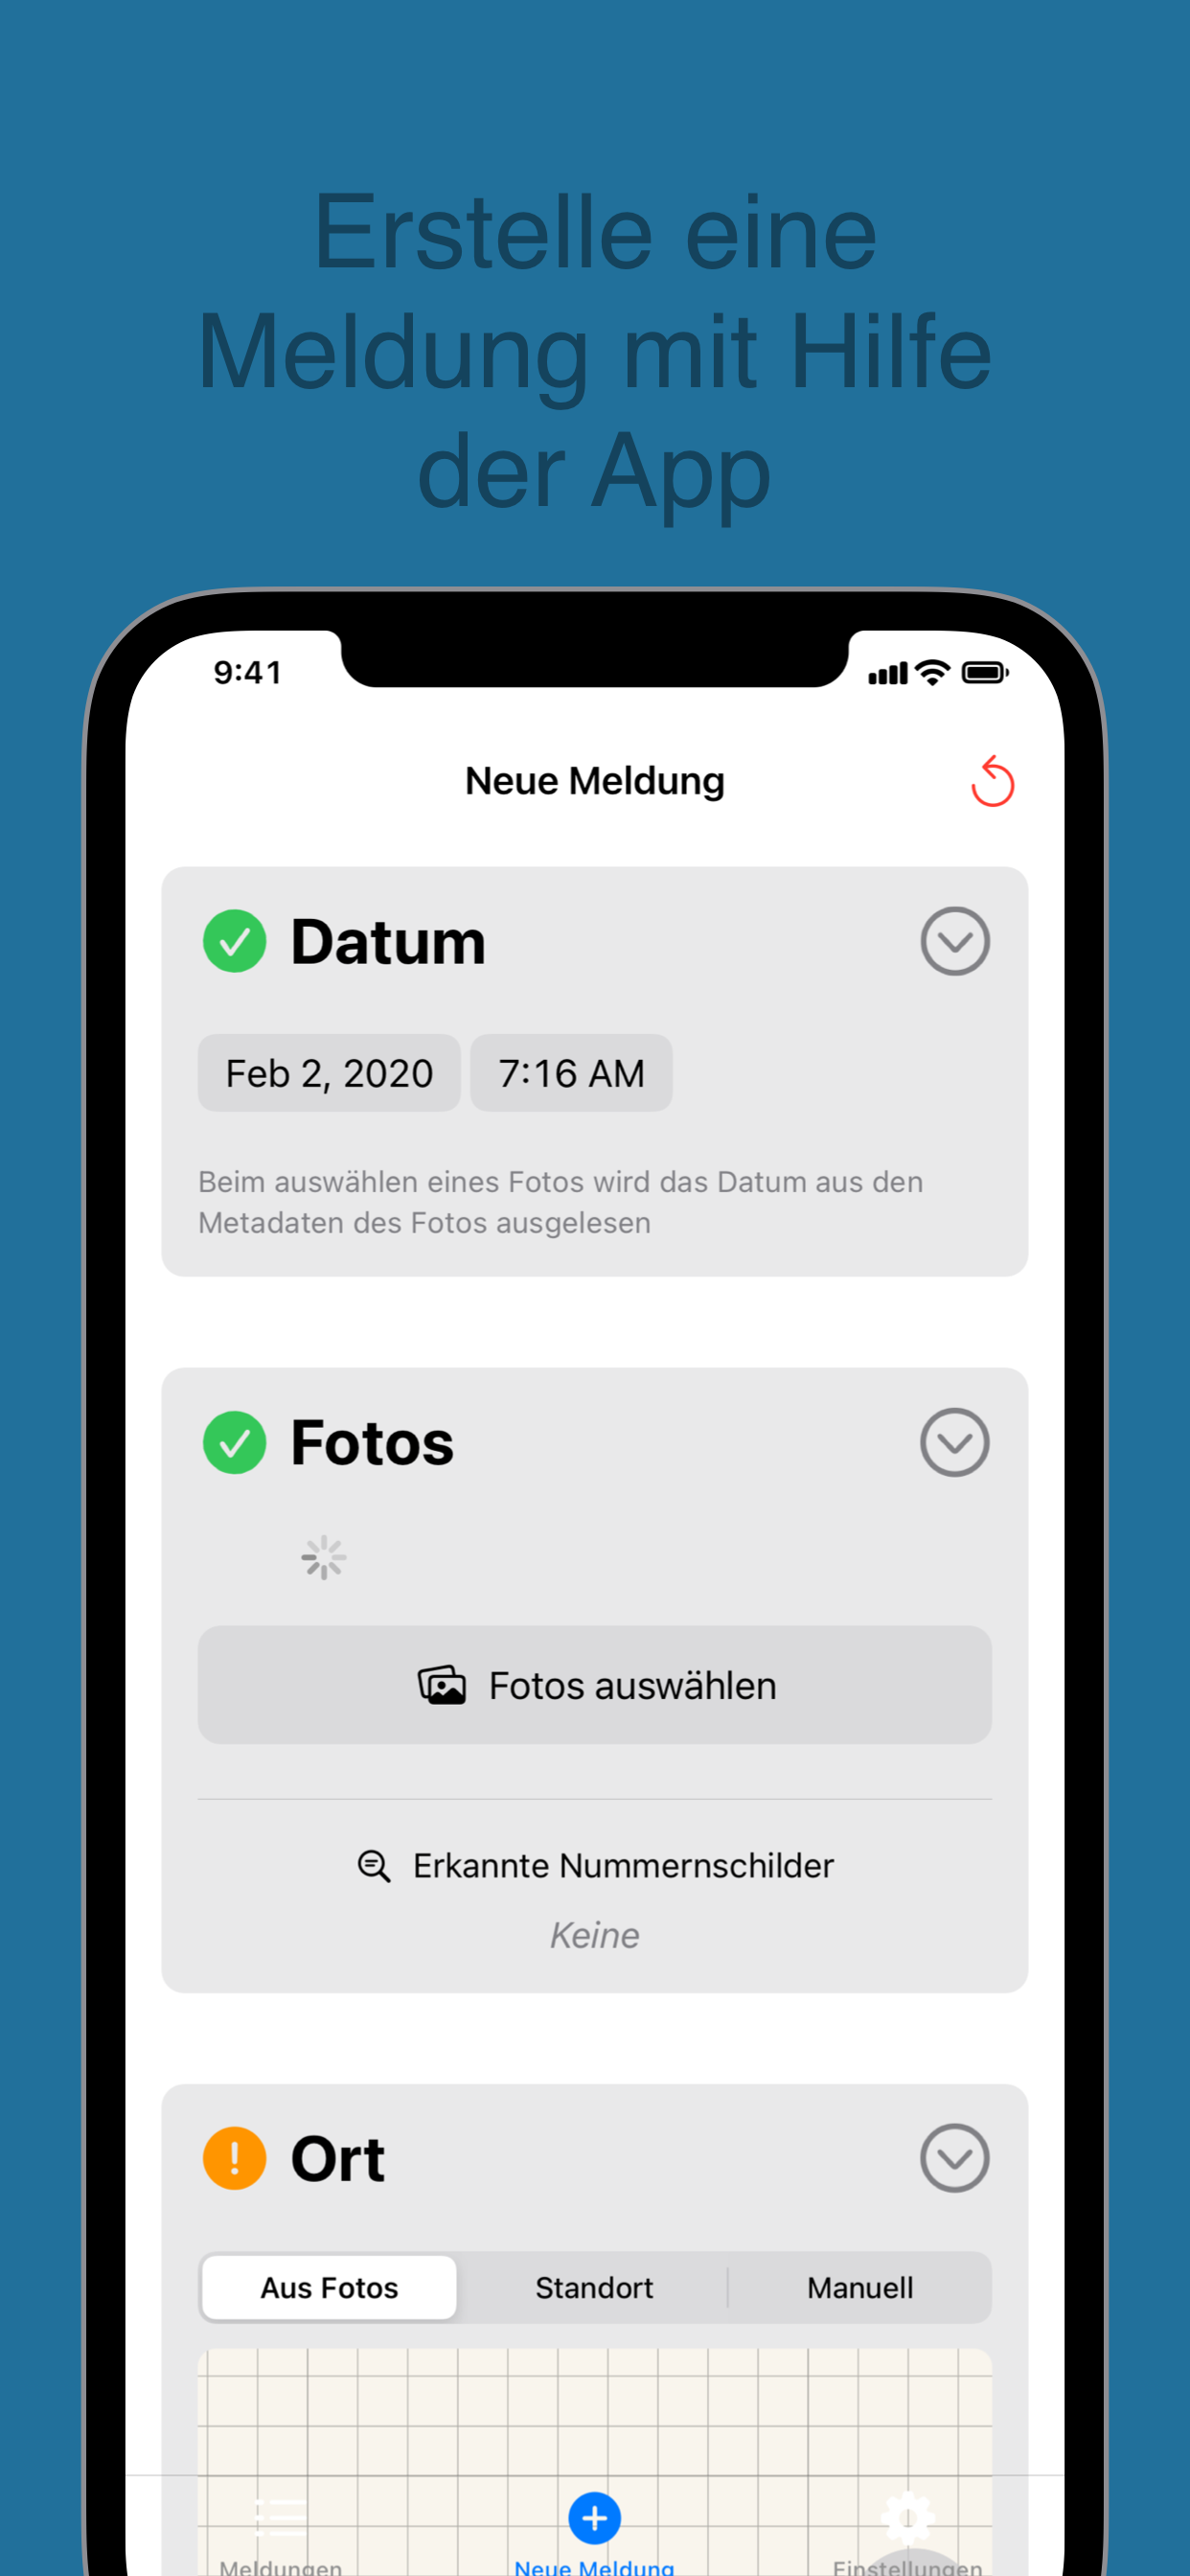 Erstelle eine
Meldung mit Hilfe
der App
9:41
Neue Meldung
Datum
Feb 2, 2020 7:16 AM
Beim auswählen eines Fotos wird das Datum aus den
Metadaten des Fotos ausgelesen
Fotos
Fotos auswählen
Erkannte Nummernschilder
Keine
Ort
Aus Fotos Standort Manuell
Meldungen Neue Meldung Einstellungen